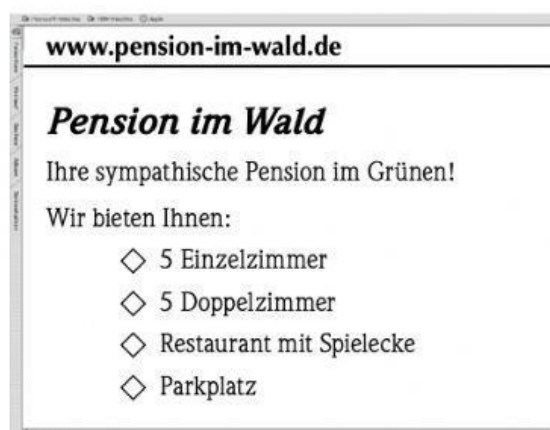 www.pension-im-wald.de
Pension im Wald
Ihre sympathische Pension im Grünen!
Wir bieten Ihnen:
5 Einzelzimmer
5 Doppelzimmer
Restaurant mit Spielecke
Parkplatz